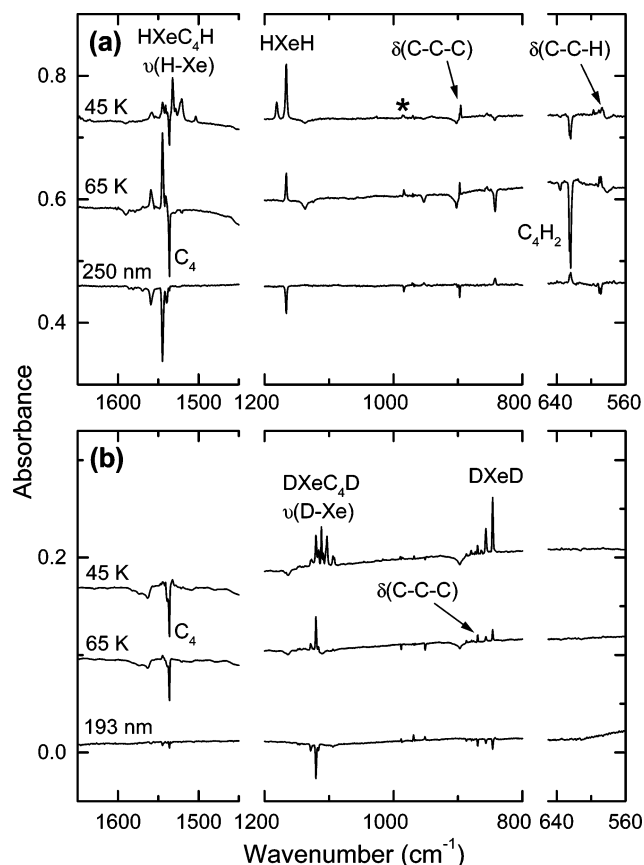 (a)
HXeC₄H
υ(H-Xe)
HXeH
δ(C-C-C)
δ(C-C-H)
0.8
45 K
*
0.6
65 K
C₄
C₄H₂
250 nm
0.4
1600 1500 1200 1000 800 640 560
Absorbance
(b)
DXeC₄D
υ(D-Xe)
DXeD
0.2
45 K
C₄
δ(C-C-C)
65 K
193 nm
0.0
1600 1500 1200 1000 800 640 560
Wavenumber (cm⁻¹)